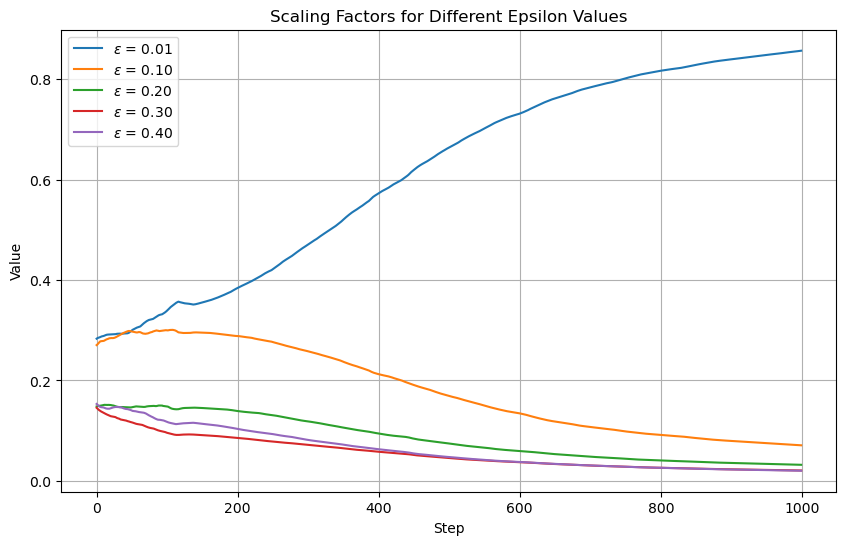 Scaling Factors for Different Epsilon Values
ε = 0.01
ε = 0.10
ε = 0.20
ε = 0.30
ε = 0.40
Value
0.8
0.6
0.4
0.2
0.0
0 200 400 600 800 1000
Step